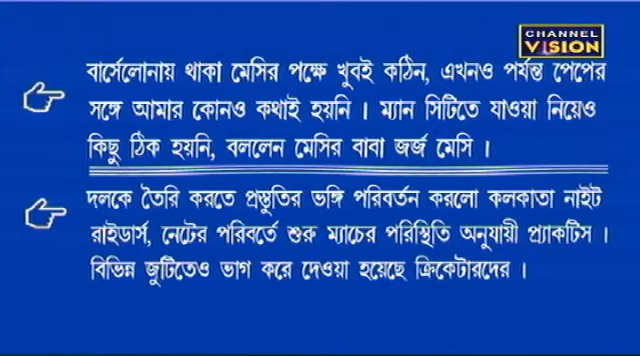 CHANNEL
VISION
বার্সেলোনায় থাকা মেসির পক্ষে খুবই কঠিন, এখনও পর্যন্ত পেপের
সঙ্গে আমার কোনও কথাই হয়নি । ম্যান সিটিতে যাওয়া নিয়েও
কিছু ঠিক হয়নি, বললেন মেসির বাবা জর্জ মেসি ।
দলকে তৈরি করতে প্রস্তুতির ভঙ্গি পরিবর্তন করলো কলকাতা নাইট
রাইডার্স, নেটের পরিবর্তে শুরু ম্যাচের পরিস্থিতি অনুযায়ী প্র্যাকটিস ।
বিভিন্ন জুটিতেও ভাগ করে দেওয়া হয়েছে ক্রিকেটারদের ।